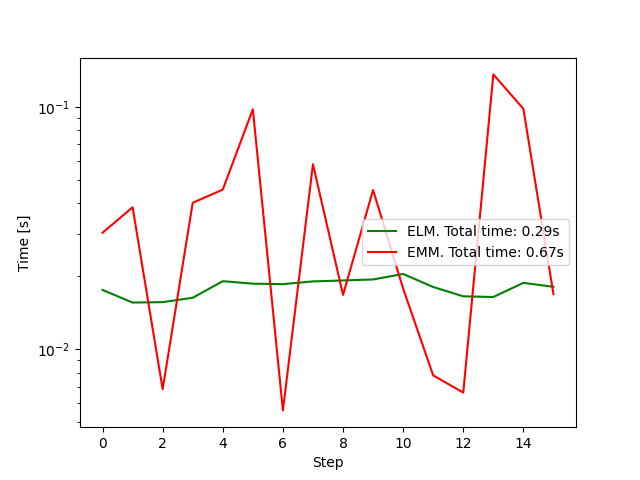 10⁻¹
10⁻²
Time [s]
ELM. Total time: 0.29s
EMM. Total time: 0.67s
0 2 4 6 8 10 12 14
Step